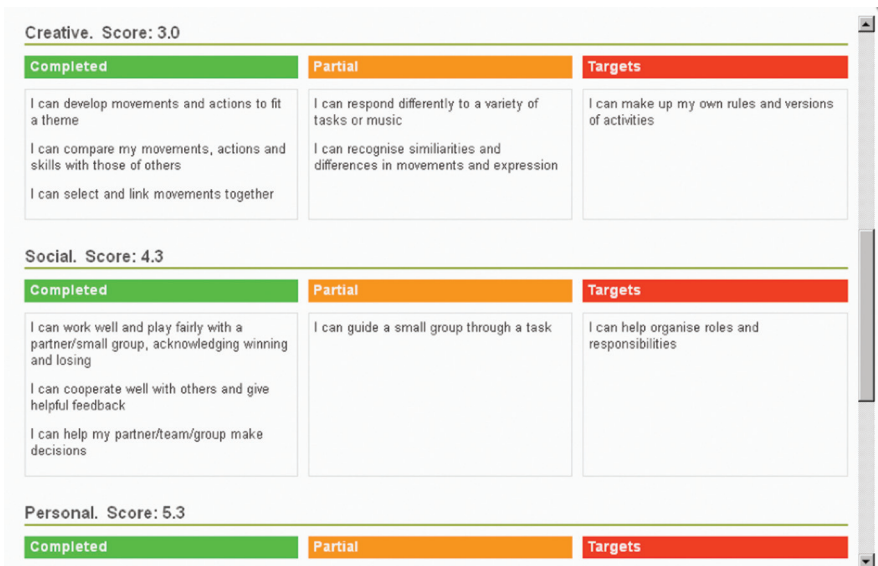 Creative. Score: 3.0
Completed
Partial
Targets
I can develop movements and actions to fit
a theme
I can compare my movements, actions and
skills with those of others
I can select and link movements together
I can respond differently to a variety of
tasks or music
I can recognise similiarities and
differences in movements and expression
I can make up my own rules and versions
of activities
Social. Score: 4.3
Completed
Partial
Targets
I can work well and play fairly with a
partner/small group, acknowledging winning
and losing
I can cooperate well with others and give
helpful feedback
I can help my partner/team/group make
decisions
I can guide a small group through a task
I can help organise roles and
responsibilities
Personal. Score: 5.3
Completed
Partial
Targets